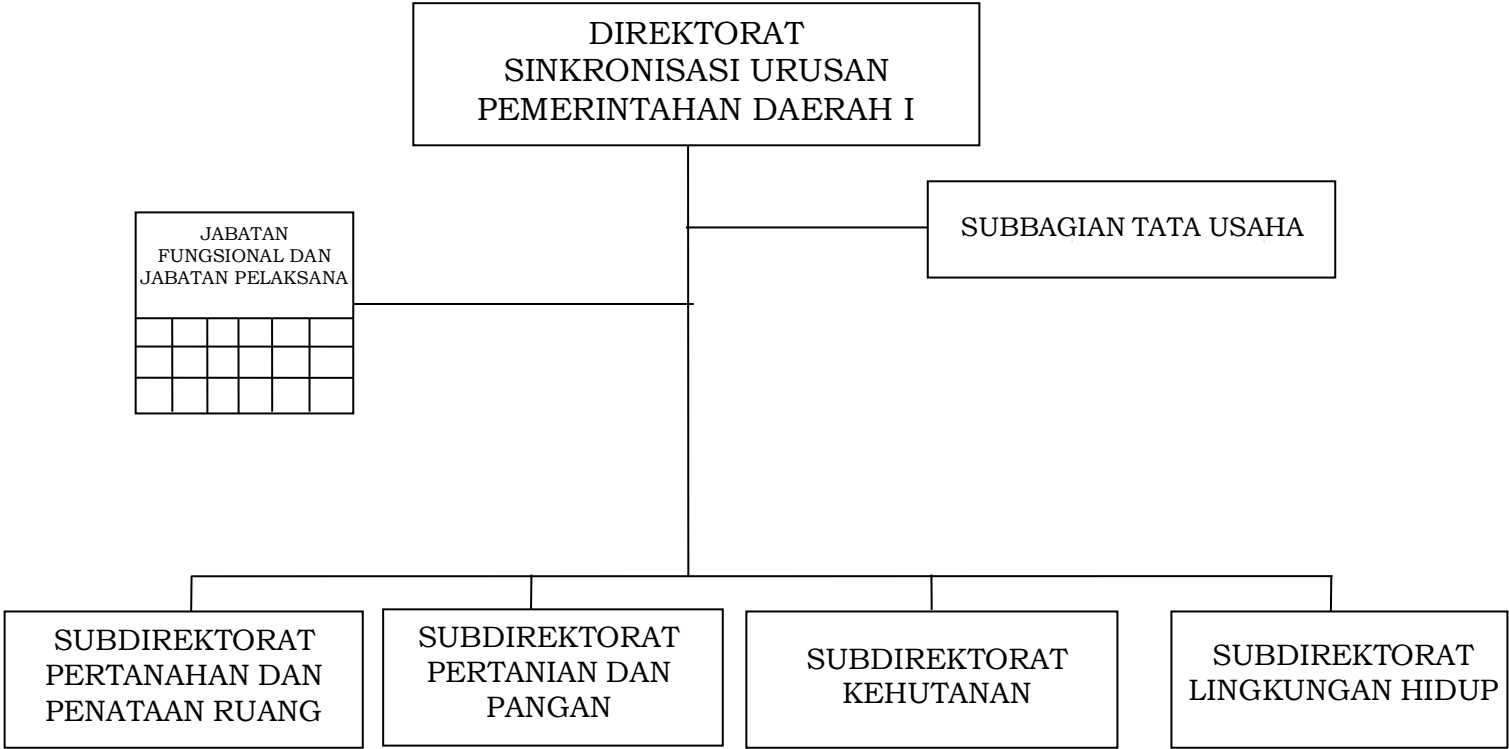 DIREKTORAT
SINKRONISASI URUSAN
PEMERINTAHAN DAERAH I
SUBBAGIAN TATA USAHA
JABATAN
FUNGSIONAL DAN
JABATAN PELAKSANA
SUBDIREKTORAT
PERTANAHAN DAN
PENATAAN RUANG
SUBDIREKTORAT
PERTANIAN DAN
PANGAN
SUBDIREKTORAT
KEHUTANAN
SUBDIREKTORAT
LINGKUNGAN HIDUP